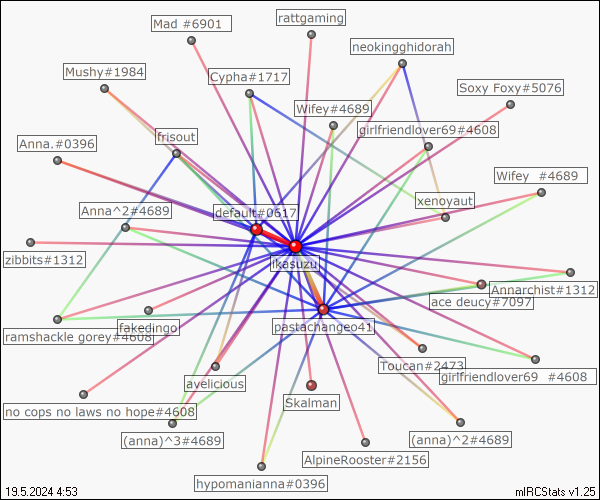 Mad #6901
rattgaming
neokingghidorah
Mushy#1984
Cypha#1717
Soxy Foxy#5076
Wifey#4689
girlfriendlover69#4608
frisout
Anna.#0396
Wifey  #4689
xenoyaut
Anna^2#4689
default#0617
zibbits#1312
ikasuzu
Annarchist#1312
ace deucy#7097
fakedingo
pastachangeo41
ramshackle gorey#4608
Toucan#2473
girlfriendlover69  #4608
avelicious
Skalman
no cops no laws no hope#4608
(anna)^3#4689
(anna)^2#4689
AlpineRooster#2156
hypomanianna#0396
19.5.2024 4:53
mIRCStats v1.25